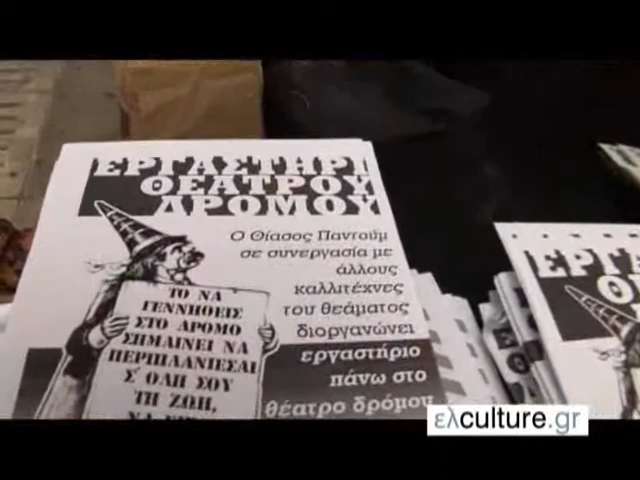 ΕΡΓΑΣΤΗΡΙ
ΘΕΑΤΡΟΥ
ΔΡΟΜΟΥ
Ο Θίασος Παντούμ
σε συνεργασία με
άλλους
καλλιτέχνες
του θεάματος
διοργανώνει
εργαστήριο
πάνω στο
θέατρο δρόμου
ΤΟ ΝΑ
ΓΕΝΝΗΘΕΙΣ
ΣΤΟ ΔΡΟΜΟ
ΣΗΜΑΙΝΕΙ ΝΑ
ΠΕΡΙΠΛΑΝΙΕΣΑΙ
Σ' ΟΛΗ ΣΟΥ
ΤΗ ΖΩΗ,
ΕΡΓΑ
ελculture.gr